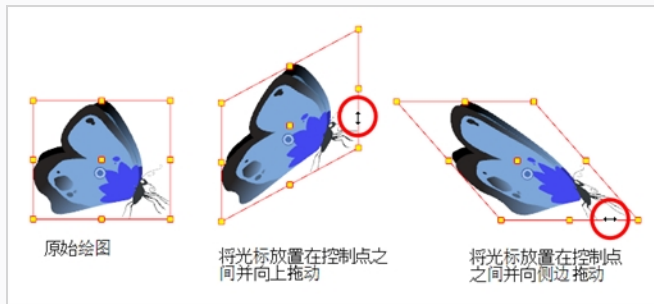 原始绘图
将光标放置在控制点之
间并向上拖动
将光标放置在控制点
之间并向侧边拖动